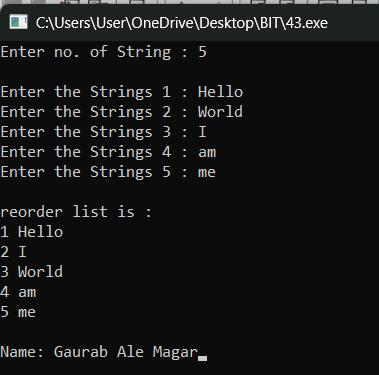 C:\Users\User\OneDrive\Desktop\BIT\43.exe
Enter no. of String : 5
Enter the Strings 1 : Hello
Enter the Strings 2 : World
Enter the Strings 3 : I
Enter the Strings 4 : am
Enter the Strings 5 : me
reorder list is :
1 Hello
2 I
3 World
4 am
5 me
Name: Gaurab Ale Magar